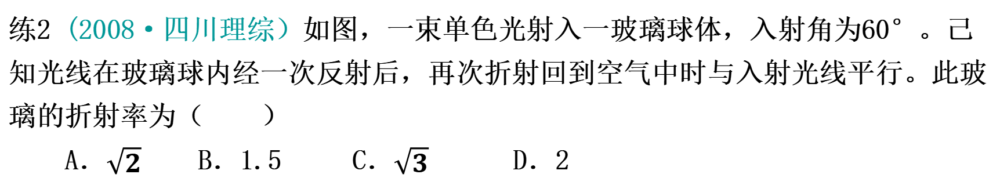 练2（2008·四川理综）如图，一束单色光射入一玻璃球体，入射角为60°。己
知光线在玻璃球内经一次反射后，再次折射回到空气中时与入射光线平行。此玻
璃的折射率为（　　）
A. √2　　B. 1.5　　C. √3　　D. 2